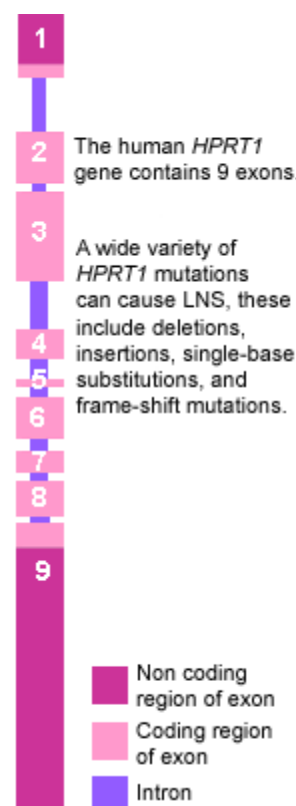 1
2
The human HPRT1
gene contains 9 exons.
3
A wide variety of
HPRT1 mutations
can cause LNS, these
include deletions,
insertions, single-base
substitutions, and
frame-shift mutations.
4
5
6
7
8
9
Non coding
region of exon
Coding region
of exon
Intron